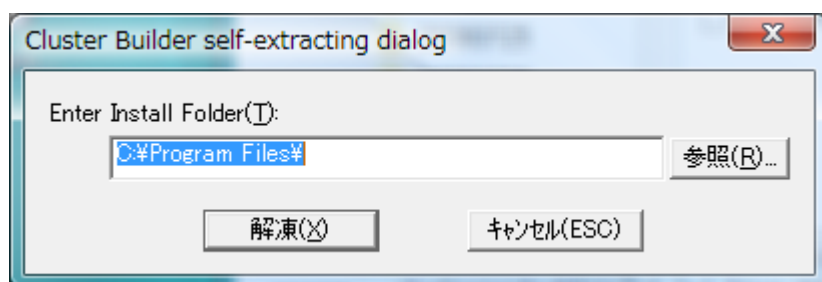 Cluster Builder self-extracting dialog
Enter Install Folder(T):
C:¥Program Files¥
参照(R)...
解凍(X)
ｷｬﾝｾﾙ(ESC)